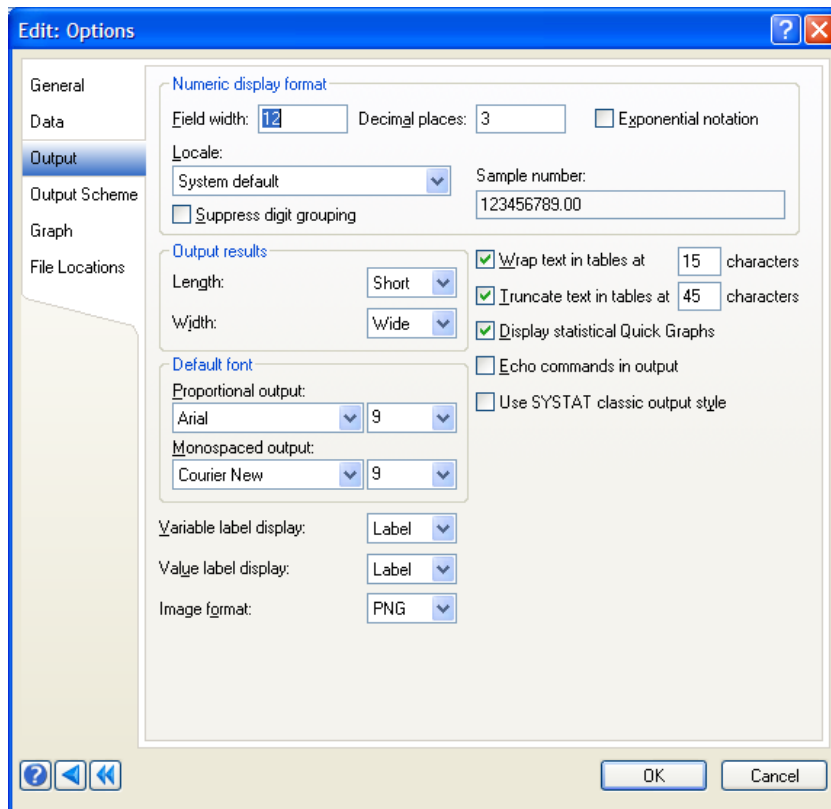 Edit: Options
General
Data
Output
Output Scheme
Graph
File Locations
Numeric display format
Field width: 12 Decimal places: 3 Exponential notation
Locale:
System default
Suppress digit grouping
Sample number:
123456789.00
Output results
Length: Short
Width: Wide
Wrap text in tables at 15 characters
Truncate text in tables at 45 characters
Display statistical Quick Graphs
Echo commands in output
Use SYSTAT classic output style
Default font
Proportional output:
Arial 9
Monospaced output:
Courier New 9
Variable label display: Label
Value label display: Label
Image format: PNG
OK Cancel